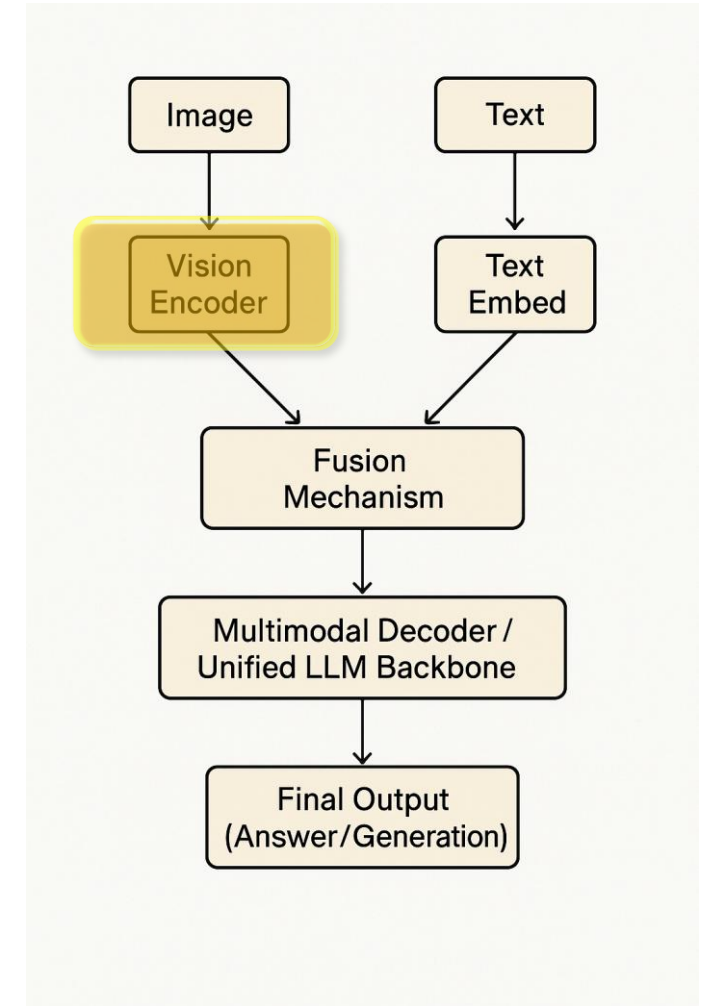 Image
Text
Vision
Encoder
Text
Embed
Fusion
Mechanism
Multimodal Decoder /
Unified LLM Backbone
Final Output
(Answer/Generation)